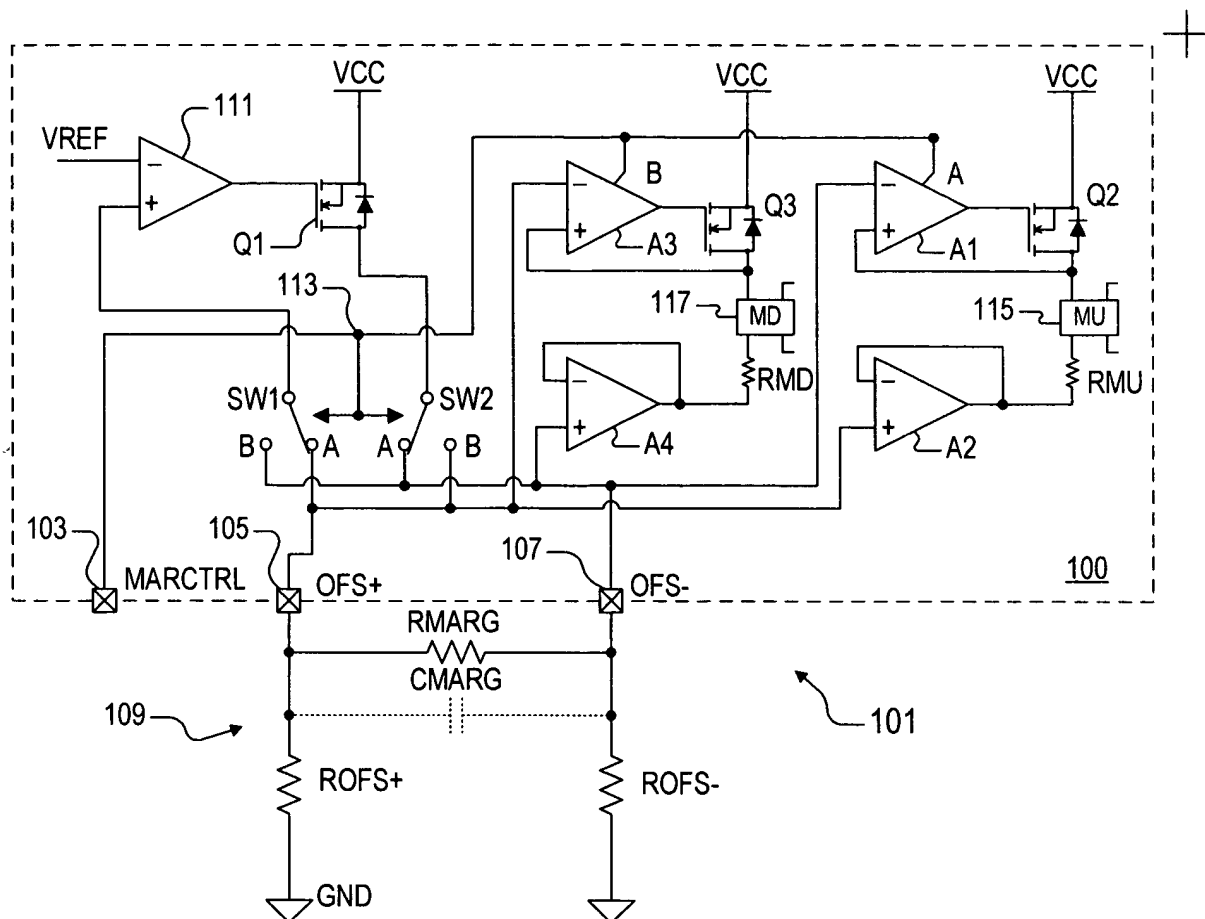 VCC
VCC
VCC
111
VREF
−
+
Q1
B
−
+
Q3
A3
A
−
+
Q2
A1
113
117
MD
115
MU
RMD
RMU
−
+
A4
−
+
A2
SW1
SW2
B
A
A
B
103
105
107
MARCTRL
OFS+
OFS-
100
RMARG
CMARG
109
101
ROFS+
ROFS-
GND